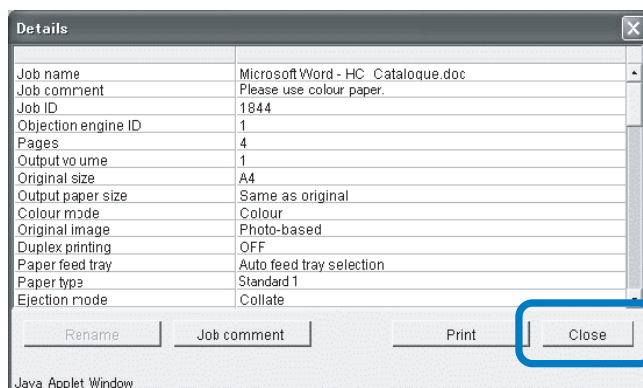 Details
Job name Microsoft Word - HC Catalogue.doc
Job comment Please use colour paper.
Job ID 1844
Objection engine ID 1
Pages 4
Output volume 1
Original size A4
Output paper size Same as original
Colour mode Colour
Original image Photo-based
Duplex printing OFF
Paper feed tray Auto feed tray selection
Paper type Standard 1
Ejection mode Collate
Rename Job comment Print Close
Java Applet Window